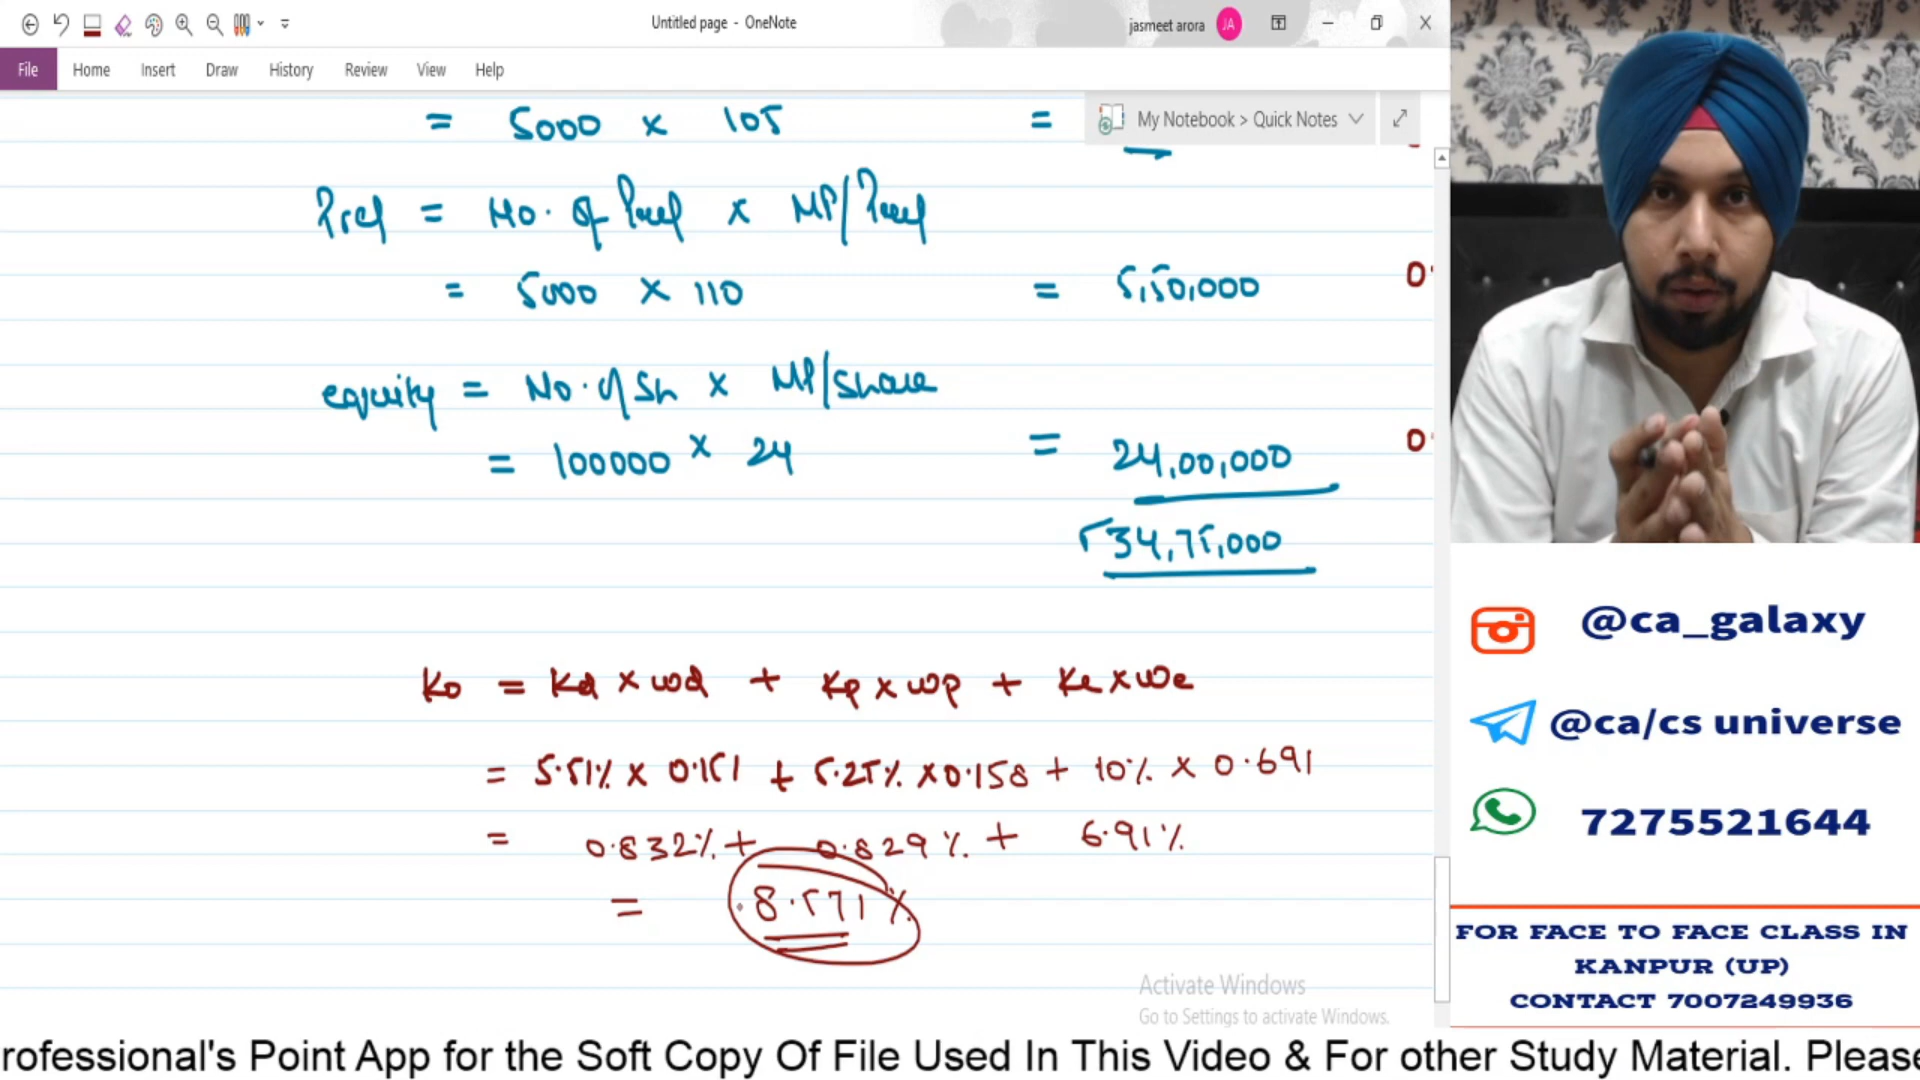 Untitled page - OneNote
jasmeet arora JA
File Home Insert Draw History Review View Help
My Notebook > Quick Notes
= 5000 x 105 =
Pref = No. of Pref x MP/Pref
= 5000 x 110 = 5,50,000
0.
equity = No. of Sh x MP/Share
= 100000 x 24 = 24,00,000
0.
34,75,000
Ko = Kd x wd + Kp x wp + Ke x we
= 5.51% x 0.151 + 5.25% x 0.158 + 10% x 0.691
= 0.832% + 0.829% + 6.91%
= 8.571%
Activate Windows
Go to Settings to activate Windows.
@ca_galaxy
@ca/cs universe
7275521644
FOR FACE TO FACE CLASS IN
KANPUR (UP)
CONTACT 7007249936
rofessional's Point App for the Soft Copy Of File Used In This Video & For other Study Material. Please